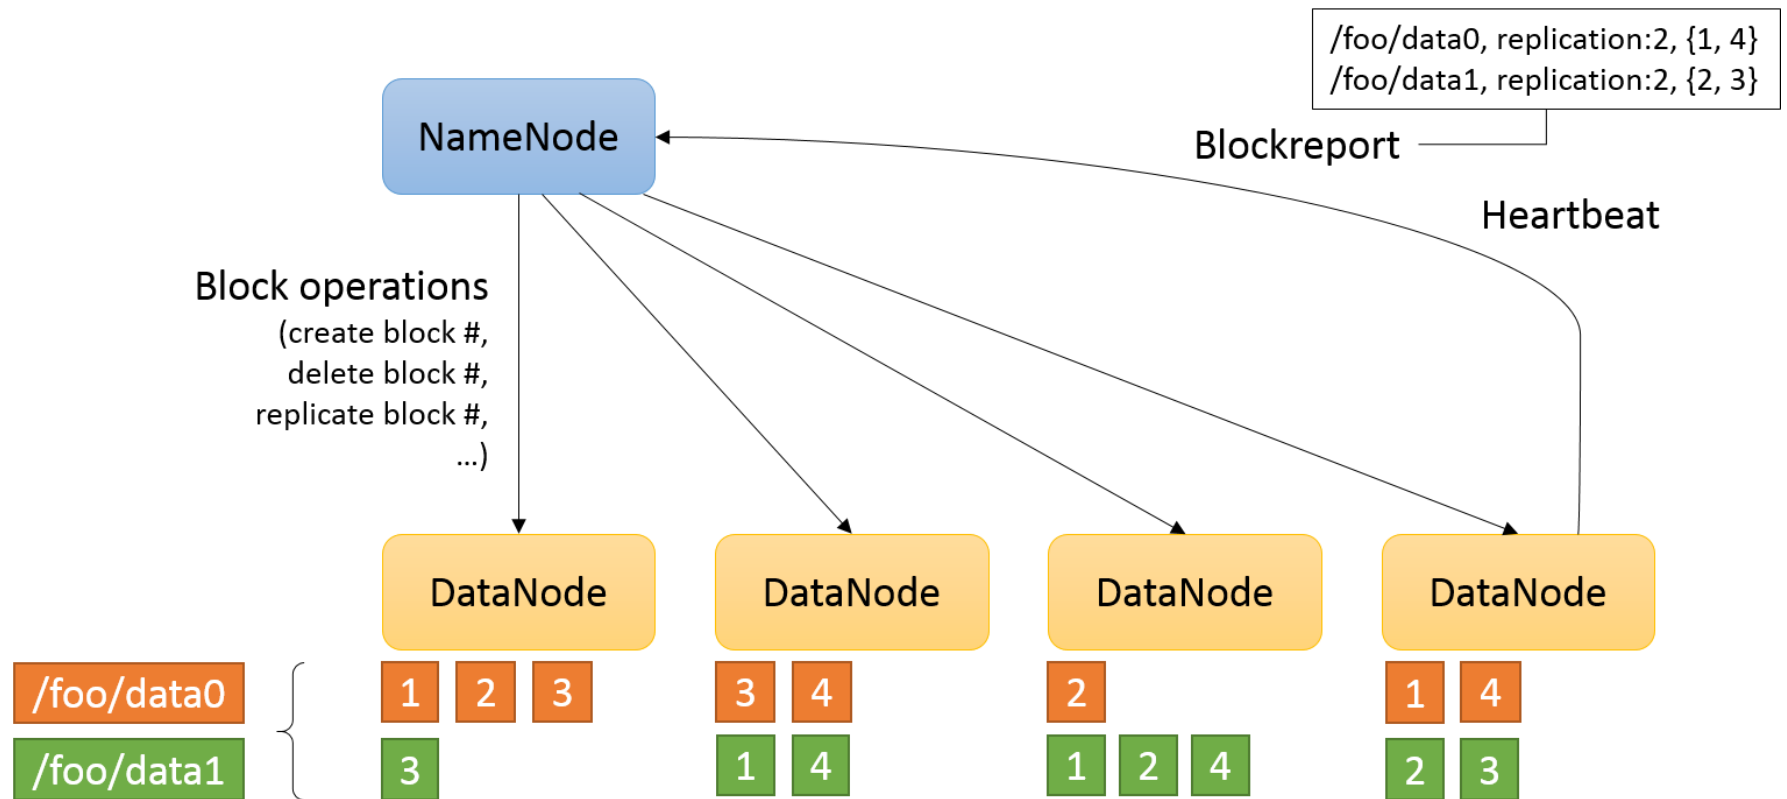 /foo/data0, replication:2, {1, 4}
/foo/data1, replication:2, {2, 3}
NameNode
Blockreport
Heartbeat
Block operations
(create block #,
delete block #,
replicate block #,
...)
DataNode DataNode DataNode DataNode
/foo/data0 1 2 3 3 4 2 1 4
/foo/data1 3 1 4 1 2 4 2 3